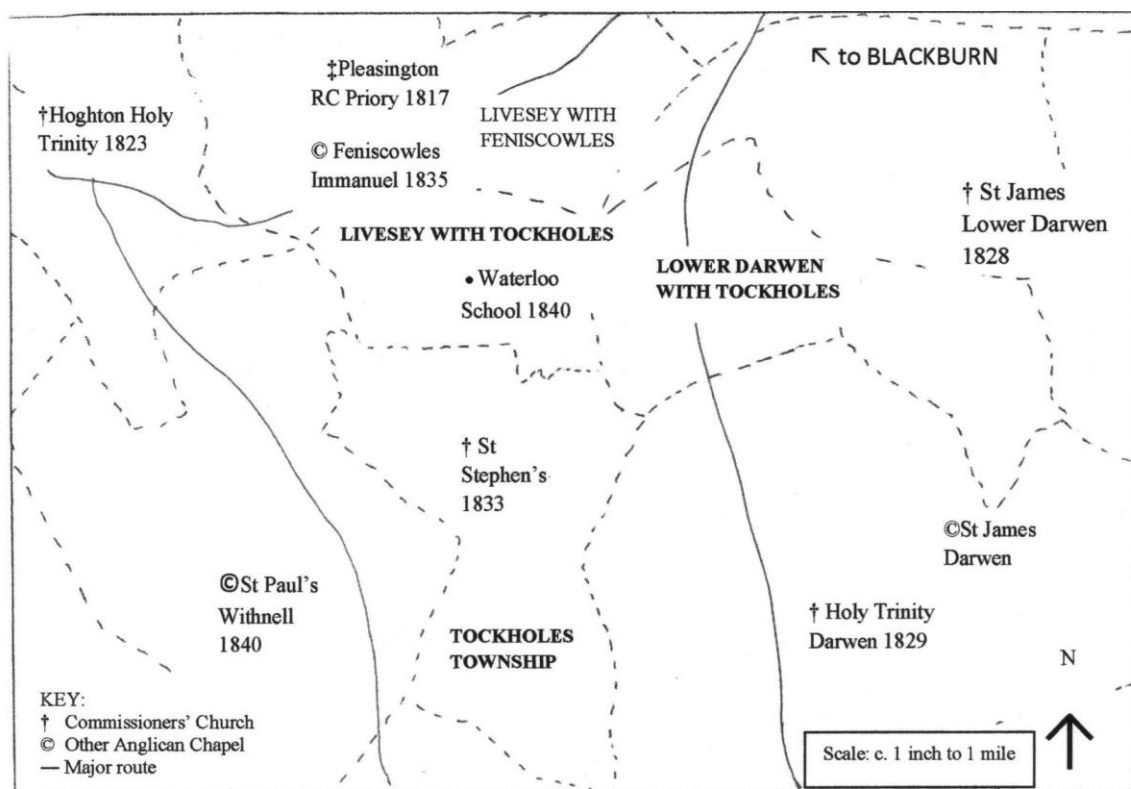 ↖ to BLACKBURN
‡Pleasington
RC Priory 1817
†Hoghton Holy
Trinity 1823
LIVESEY WITH
FENISCOWLES
© Feniscowles
Immanuel 1835
† St James
Lower Darwen
1828
LIVESEY WITH TOCKHOLES
LOWER DARWEN
WITH TOCKHOLES
• Waterloo
School 1840
† St
Stephen's
1833
©St James
Darwen
©St Paul's
Withnell
1840
† Holy Trinity
Darwen 1829
TOCKHOLES
TOWNSHIP
N
KEY:
† Commissioners' Church
© Other Anglican Chapel
— Major route
Scale: c. 1 inch to 1 mile